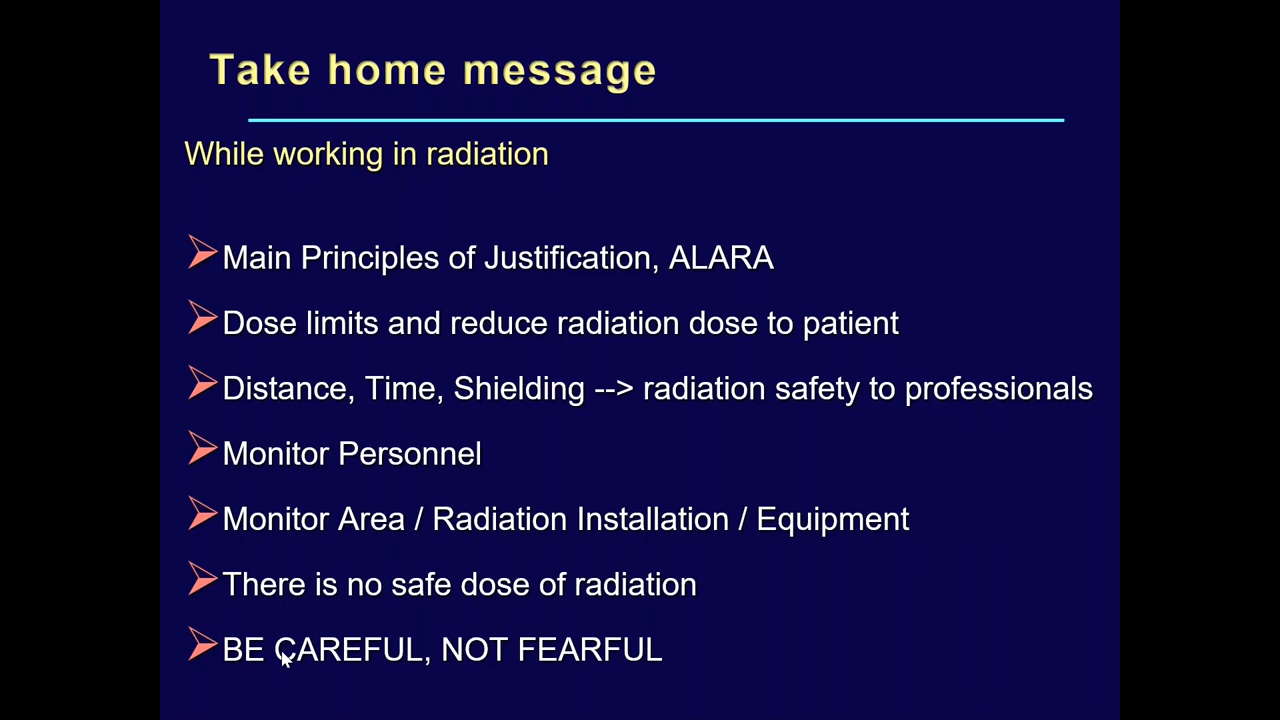 Take home message
While working in radiation
Main Principles of Justification, ALARA
Dose limits and reduce radiation dose to patient
Distance, Time, Shielding --> radiation safety to professionals
Monitor Personnel
Monitor Area / Radiation Installation / Equipment
There is no safe dose of radiation
BE CAREFUL, NOT FEARFUL